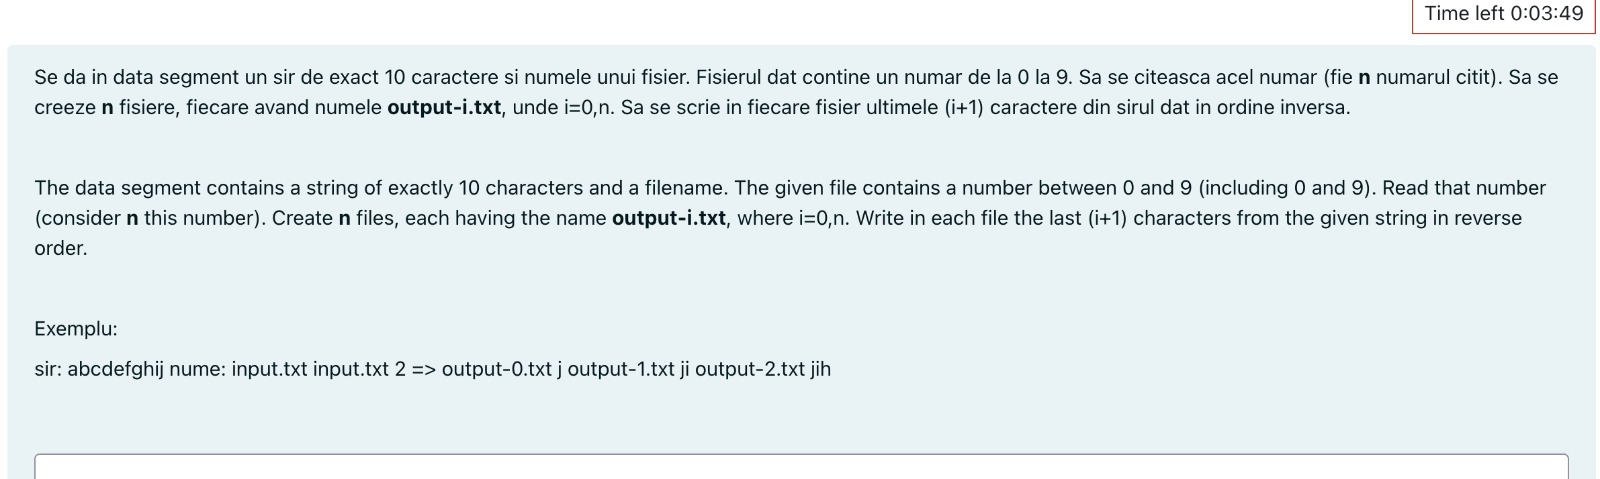 Time left 0:03:49
Se da in data segment un sir de exact 10 caractere si numele unui fisier. Fisierul dat contine un numar de la 0 la 9. Sa se citeasca acel numar (fie n numarul citit). Sa se
creeze n fisiere, fiecare avand numele output-i.txt, unde i=0,n. Sa se scrie in fiecare fisier ultimele (i+1) caractere din sirul dat in ordine inversa.
The data segment contains a string of exactly 10 characters and a filename. The given file contains a number between 0 and 9 (including 0 and 9). Read that number
(consider n this number). Create n files, each having the name output-i.txt, where i=0,n. Write in each file the last (i+1) characters from the given string in reverse
order.
Exemplu:
sir: abcdefghij nume: input.txt input.txt 2 => output-0.txt j output-1.txt ji output-2.txt jih